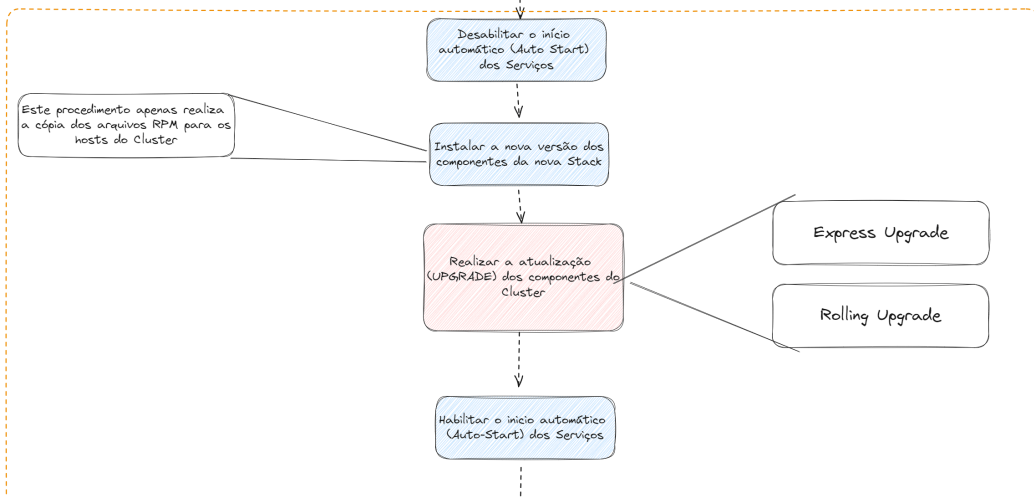 Desabilitar o início
automático (Auto Start)
dos Serviços
Este procedimento apenas realiza
a cópia dos arquivos RPM para os
hosts do Cluster
Instalar a nova versão dos
componentes da nova Stack
Realizar a atualização
(UPGRADE) dos componentes do
Cluster
Express Upgrade
Rolling Upgrade
Habilitar o inicio automático
(Auto-Start) dos Serviços